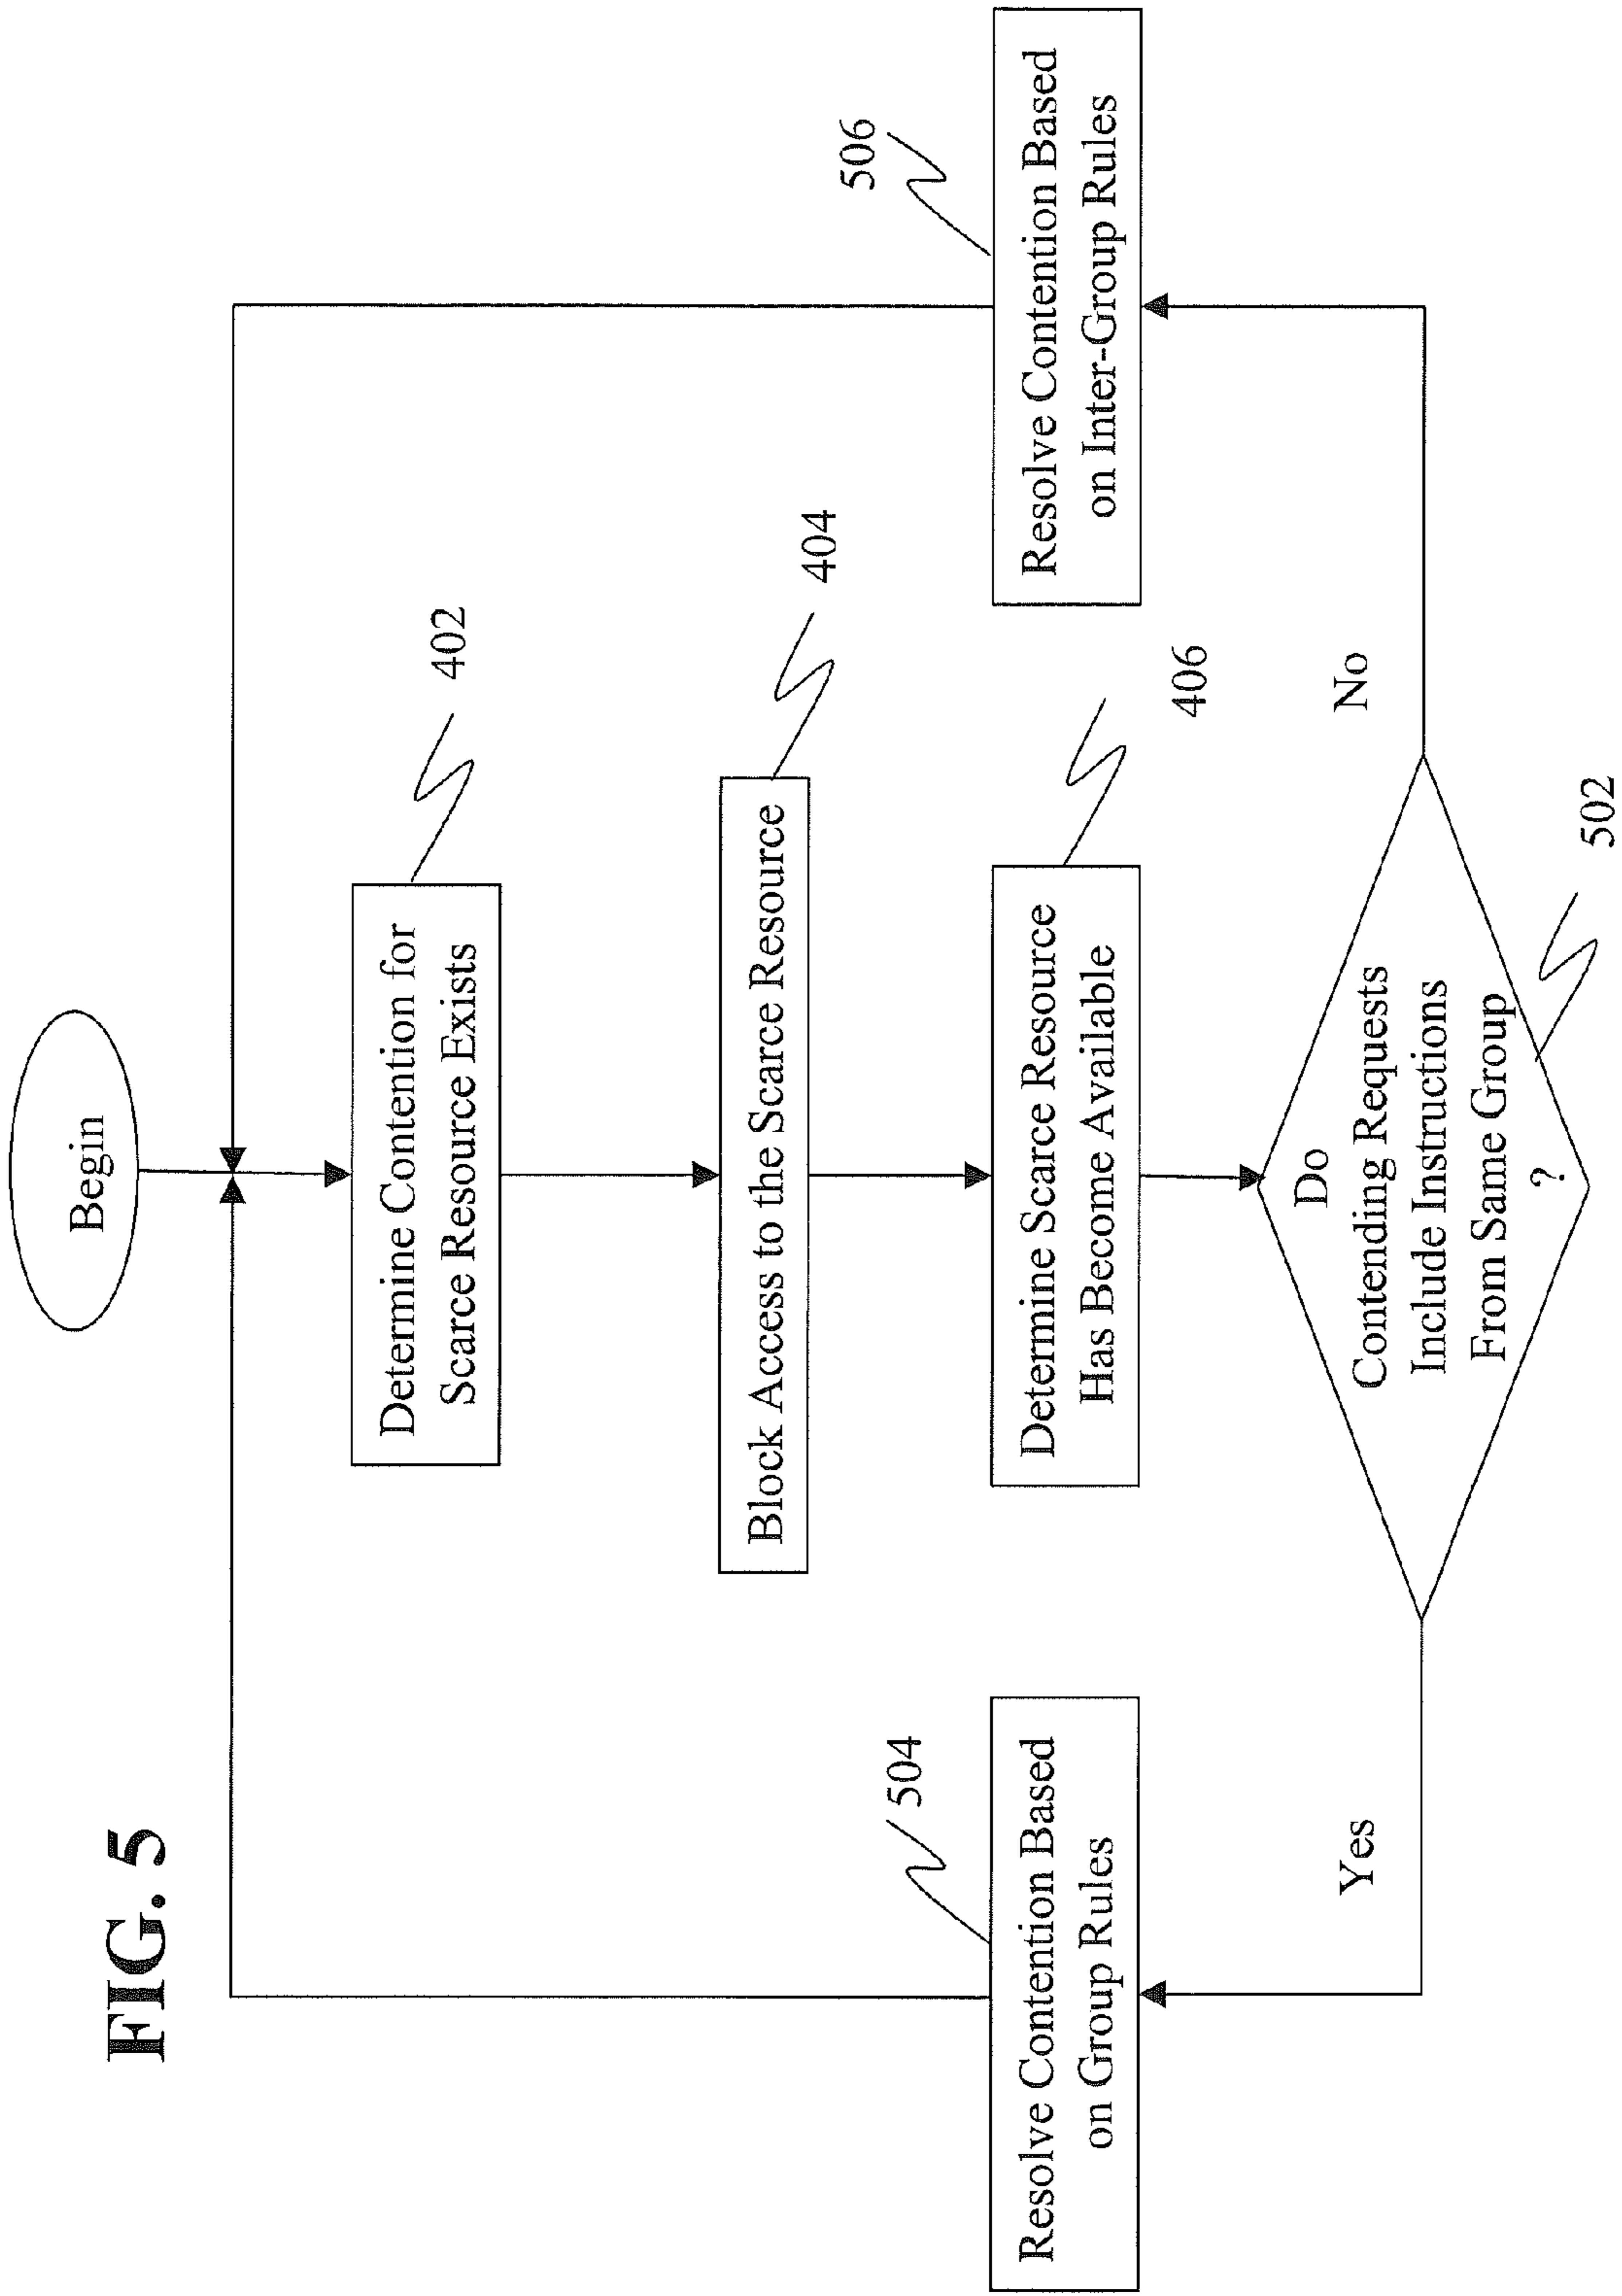 FIG. 5
Begin
Determine Contention for
Scarce Resource Exists
402
Block Access to the Scarce Resource
404
Determine Scarce Resource
Has Become Available
406
Do
Contending Requests
Include Instructions
From Same Group
?
502
Yes
No
504
Resolve Contention Based
on Group Rules
506
Resolve Contention Based
on Inter-Group Rules